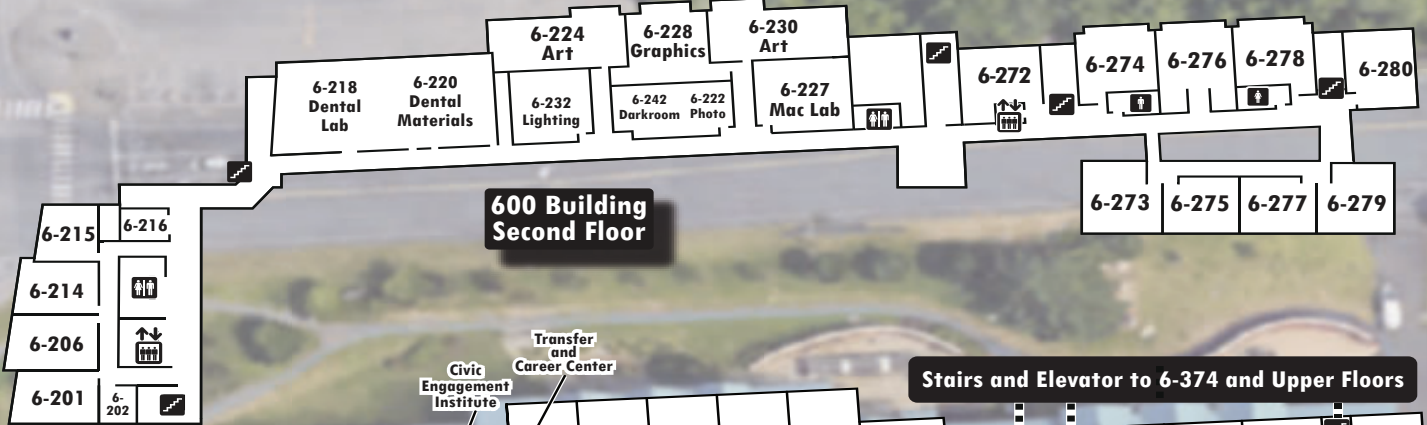 6-224
Art
6-228
Graphics
6-230
Art
6-218
Dental
Lab
6-220
Dental
Materials
6-232
Lighting
6-242
Darkroom
6-222
Photo
6-227
Mac Lab
6-272
6-274
6-276
6-278
6-280
6-273
6-275
6-277
6-279
600 Building
Second Floor
6-215
6-216
6-214
6-206
6-201
6-
202
Transfer
and
Career Center
Civic
Engagement
Institute
Stairs and Elevator to 6-374 and Upper Floors